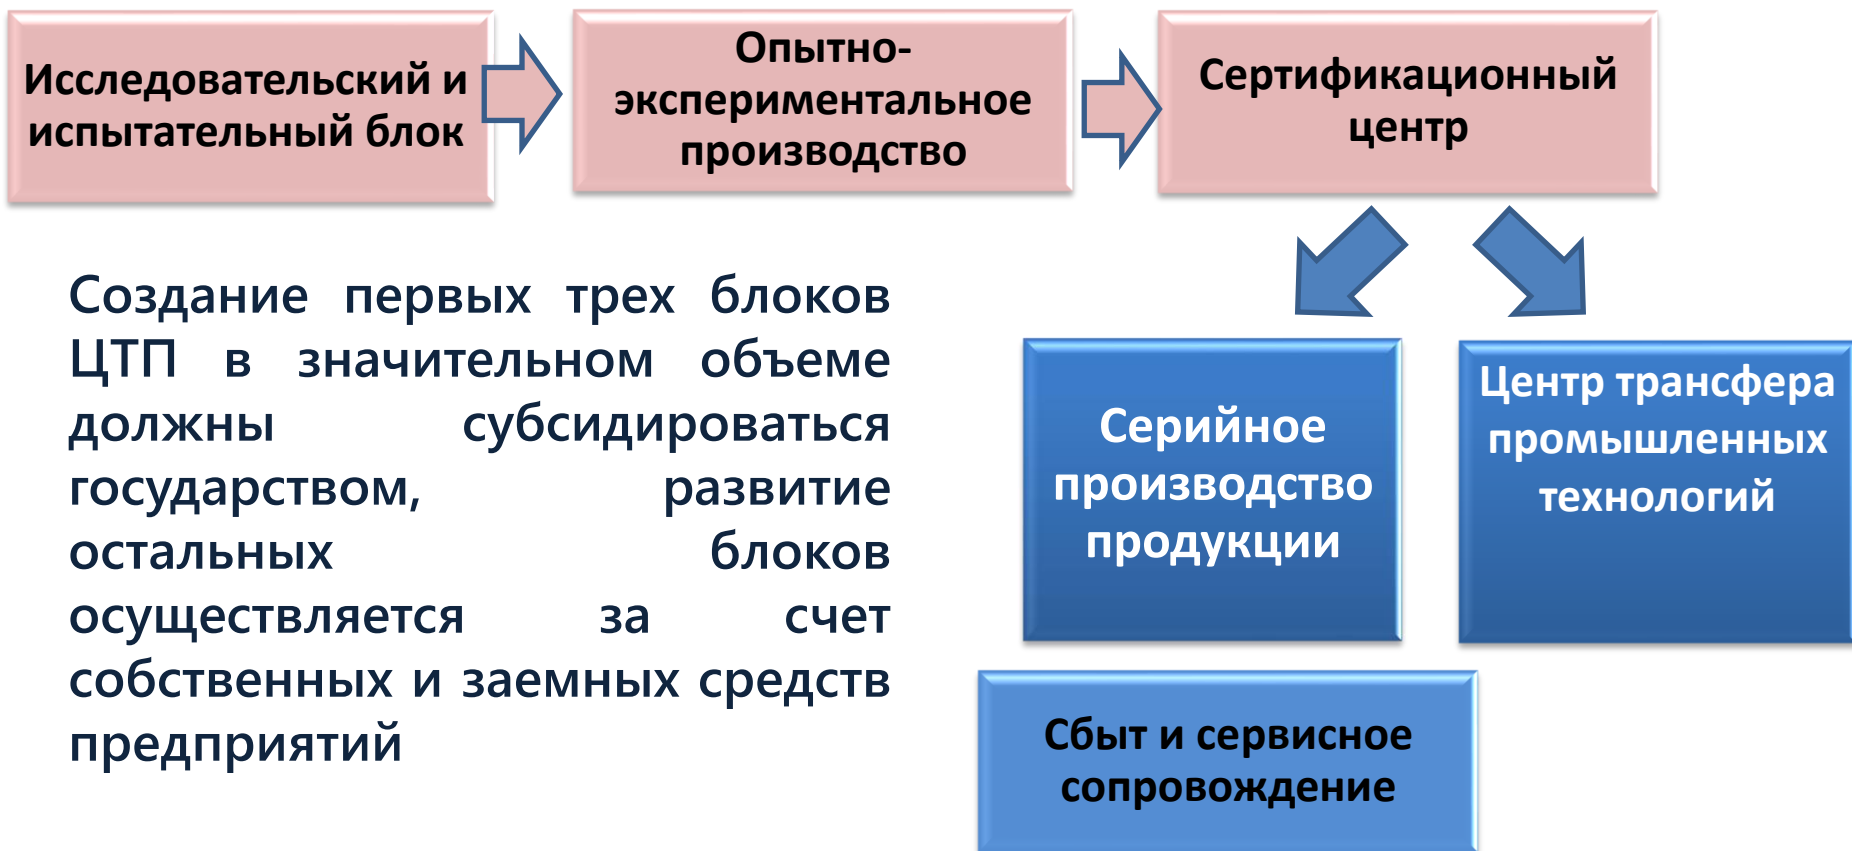 Исследовательский и
испытательный блок
Опытно-
экспериментальное
производство
Сертификационный
центр
Создание первых трех блоков
ЦТП в значительном объеме
должны субсидироваться
государством, развитие
остальных блоков
осуществляется за счет
собственных и заемных средств
предприятий
Серийное
производство
продукции
Центр трансфера
промышленных
технологий
Сбыт и сервисное
сопровождение